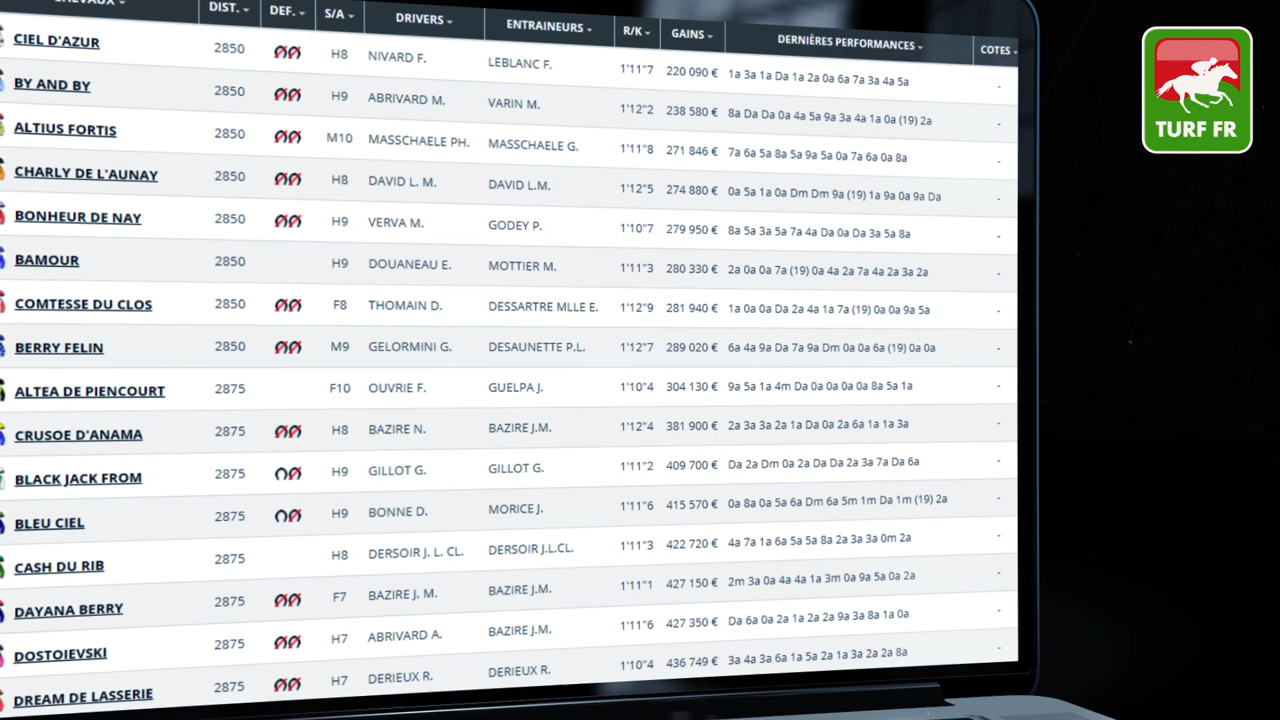 CHEVAUX DIST. DEF. S/A DRIVERS ENTRAINEURS R/K GAINS DERNIÈRES PERFORMANCES COTES
CIEL D'AZUR 2850 H8 NIVARD F. LEBLANC F. 1'11"7 220 090 € 1a 3a 1a Da 1a 2a 0a 6a 7a 3a 4a 5a -
BY AND BY 2850 H9 ABRIVARD M. VARIN M. 1'12"2 238 580 € 8a Da Da 0a 4a 5a 9a 3a 4a 1a 0a (19) 2a -
ALTIUS FORTIS 2850 M10 MASSCHAELE PH. MASSCHAELE G. 1'11"8 271 846 € 7a 6a 5a 8a 5a 9a 5a 0a 7a 6a 0a 8a -
CHARLY DE L'AUNAY 2850 H8 DAVID L. M. DAVID L.M. 1'12"5 274 880 € 0a 5a 1a 0a Dm Dm 9a (19) 1a 9a 0a 9a Da -
BONHEUR DE NAY 2850 H9 VERVA M. GODEY P. 1'10"7 279 950 € 8a 5a 3a 5a 7a 4a Da 0a Da 3a 5a 8a -
BAMOUR 2850 H9 DOUANEAU E. MOTTIER M. 1'11"3 280 330 € 2a 0a 0a 7a (19) 0a 4a 2a 7a 4a 2a 3a 2a -
COMTESSE DU CLOS 2850 F8 THOMAIN D. DESSARTRE MLLE E. 1'12"9 281 940 € 1a 0a 0a Da 2a 4a 1a 7a (19) 0a 0a 9a 5a -
BERRY FELIN 2850 M9 GELORMINI G. DESAUNETTE P.L. 1'12"7 289 020 € 6a 4a 9a Da 7a 9a Dm 0a 0a 6a (19) 0a 0a -
ALTEA DE PIENCOURT 2875 F10 OUVRIE F. GUELPA J. 1'10"4 304 130 € 9a 5a 1a 4m Da 0a 0a 0a 0a 8a 5a 1a -
CRUSOE D'ANAMA 2875 H8 BAZIRE N. BAZIRE J.M. 1'12"4 381 900 € 2a 3a 3a 2a 1a Da 0a 2a 6a 1a 1a 3a -
BLACK JACK FROM 2875 H9 GILLOT G. GILLOT G. 1'11"2 409 700 € Da 2a Dm 0a 2a Da Da 2a 3a 7a Da 6a -
BLEU CIEL 2875 H9 BONNE D. MORICE J. 1'11"6 415 570 € 0a 8a 0a 5a 6a Dm 6a 5m 1m Da 1m (19) 2a -
CASH DU RIB 2875 H8 DERSOIR J. L. CL. DERSOIR J.L.CL. 1'11"3 422 720 € 4a 7a 1a 6a 5a 5a 8a 2a 3a 3a 0m 2a -
DAYANA BERRY 2875 F7 BAZIRE J. M. BAZIRE J.M. 1'11"1 427 150 € 2m 3a 0a 4a 4a 1a 3m 0a 9a 5a 0a 2a -
DOSTOIEVSKI 2875 H7 ABRIVARD A. BAZIRE J.M. 1'11"6 427 350 € Da 6a 0a 2a 1a 2a 2a 9a 3a 8a 1a 0a -
DREAM DE LASSERIE 2875 H7 DERIEUX R. DERIEUX R. 1'10"4 436 749 € 3a 4a 3a 6a 1a 5a 2a 1a 3a 2a 2a 8a -
TURF FR